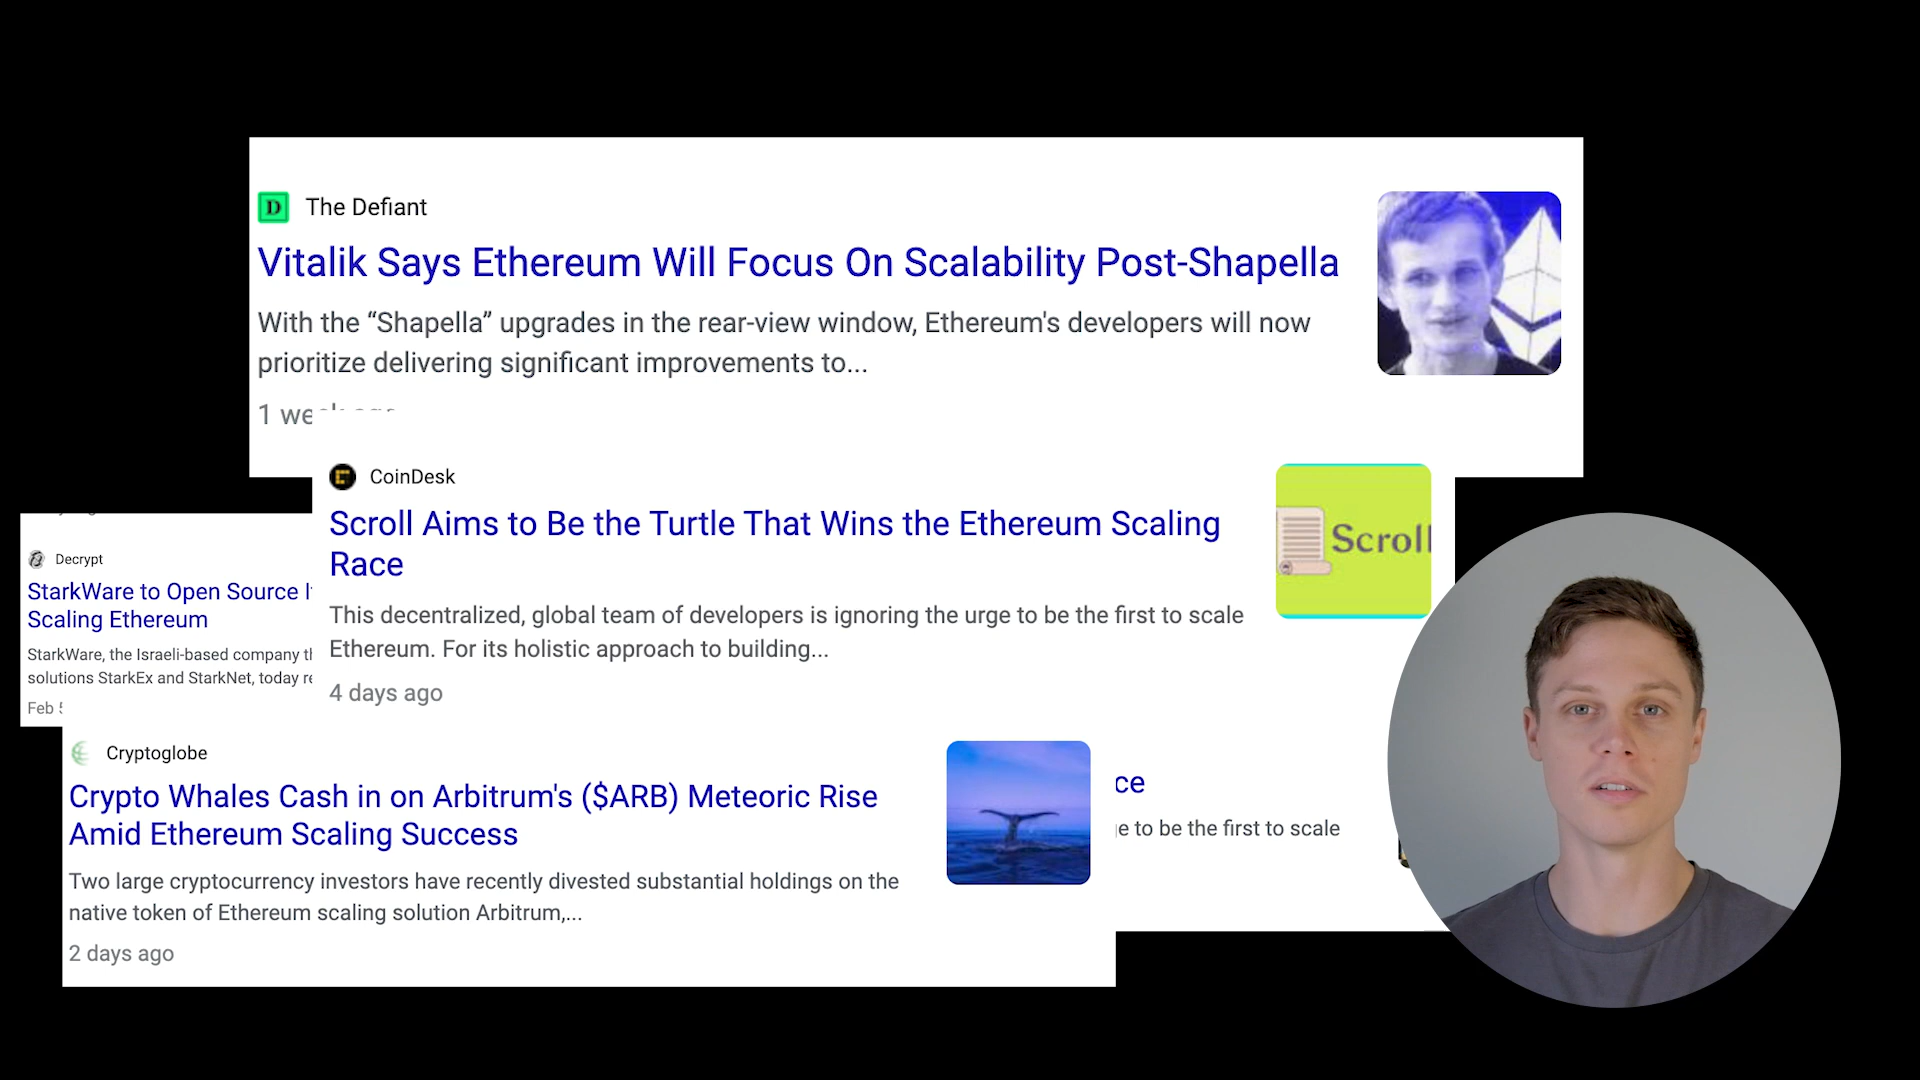 The Defiant
Vitalik Says Ethereum Will Focus On Scalability Post-Shapella
With the “Shapella” upgrades in the rear-view window, Ethereum's developers will now
prioritize delivering significant improvements to...
1
CoinDesk
Scroll Aims to Be the Turtle That Wins the Ethereum Scaling
Race
This decentralized, global team of developers is ignoring the urge to be the first to scale
Ethereum. For its holistic approach to building...
4 days ago
Scroll
Decrypt
StarkWare to Open Source
Scaling Ethereum
StarkWare, the Israeli-based company
solutions StarkEx and StarkNet, today
Feb
Cryptoglobe
Crypto Whales Cash in on Arbitrum's ($ARB) Meteoric Rise
Amid Ethereum Scaling Success
Two large cryptocurrency investors have recently divested substantial holdings on the
native token of Ethereum scaling solution Arbitrum,...
2 days ago
to be the first to scale